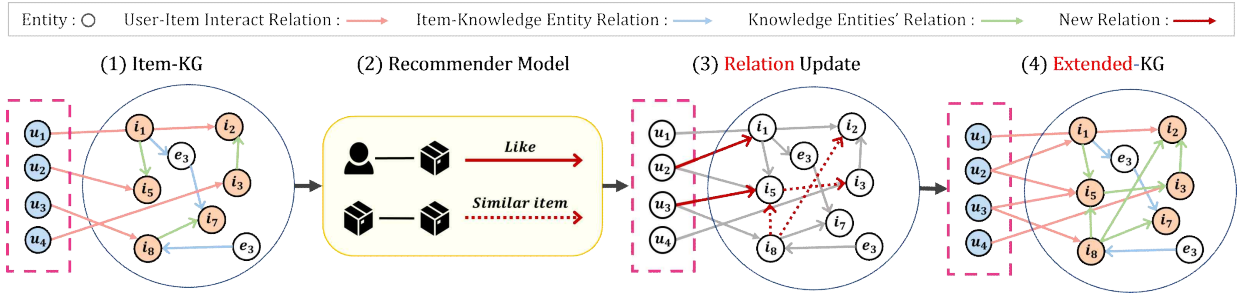 Entity : User-Item Interact Relation : Item-Knowledge Entity Relation : Knowledge Entities' Relation : New Relation :
(1) Item-KG
(2) Recommender Model
(3) Relation Update
(4) Extended-KG
u1
u2
u3
u4
i1
i2
e3
i5
i3
i7
i8
e3
Like
Similar item
u1
u2
u3
u4
i1
i2
e3
i5
i3
i7
i8
e3
u1
u2
u3
u4
i1
i2
e3
i5
i3
i7
i8
e3